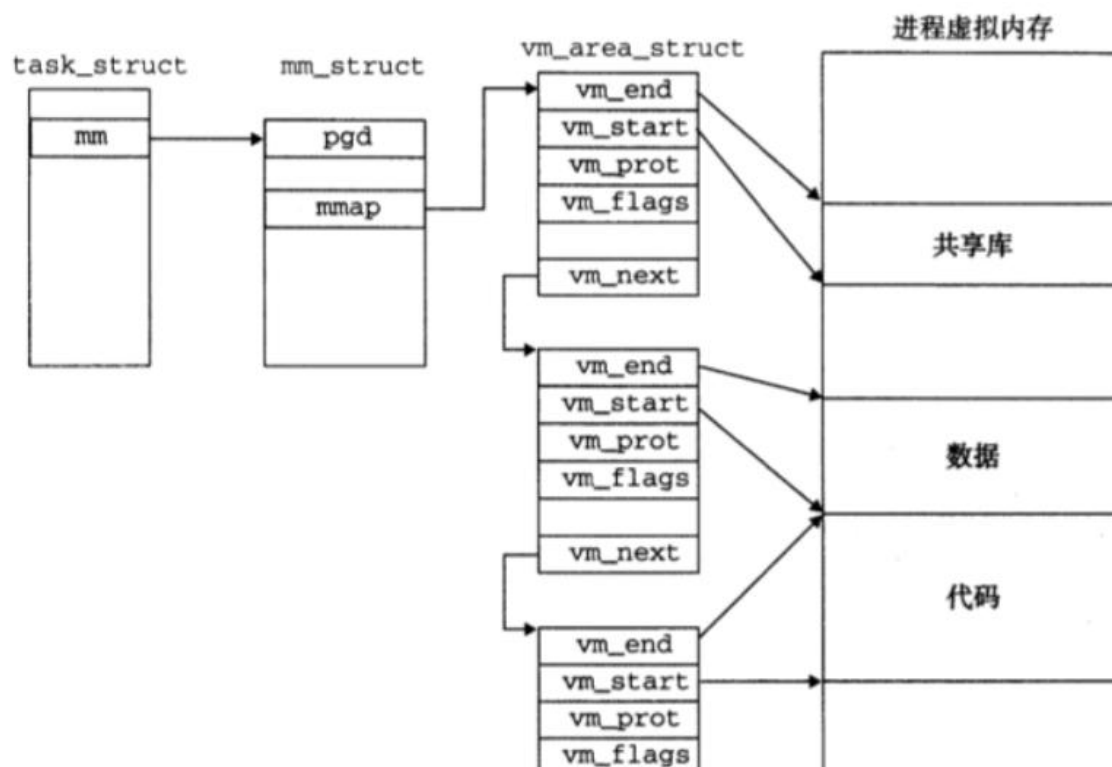 进程虚拟内存
task_struct
mm
mm_struct
pgd
mmap
vm_area_struct
vm_end
vm_start
vm_prot
vm_flags
vm_next
vm_end
vm_start
vm_prot
vm_flags
vm_next
vm_end
vm_start
vm_prot
vm_flags
共享库
数据
代码